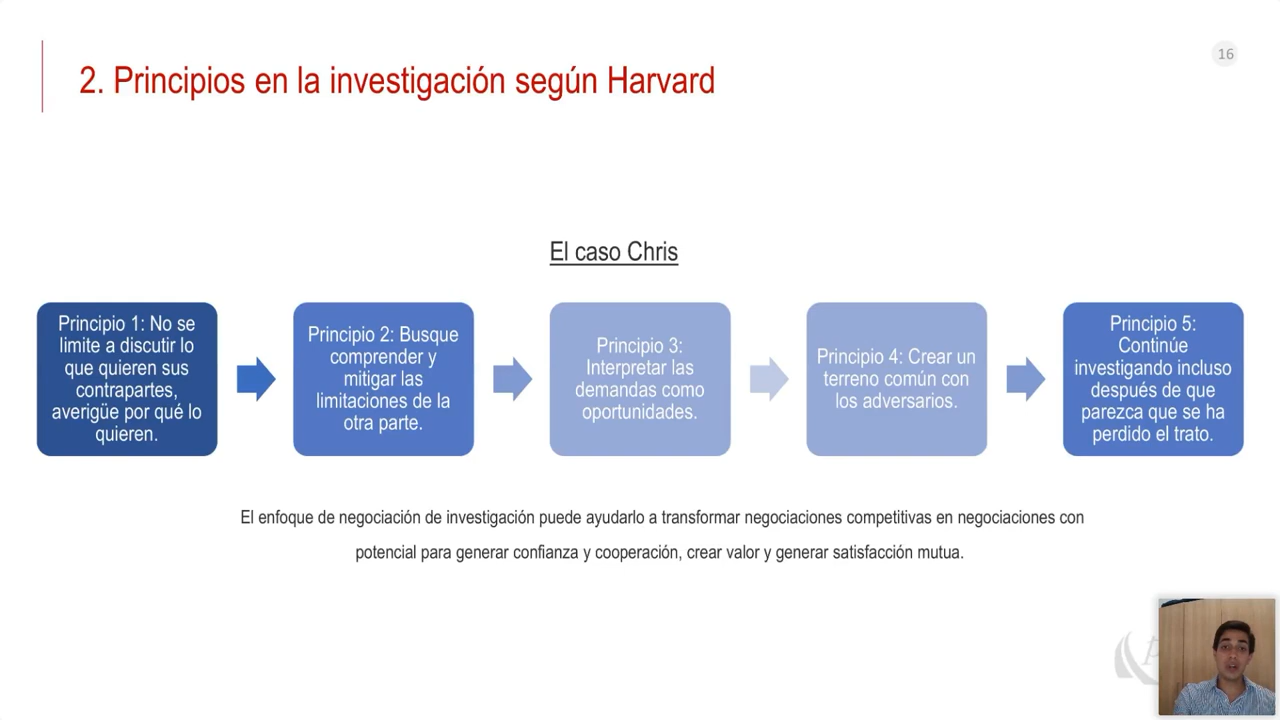 16
2. Principios en la investigación según Harvard
El caso Chris
Principio 1: No se
limite a discutir lo
que quieren sus
contrapartes,
averigüe por qué lo
quieren.
Principio 2: Busque
comprender y
mitigar las
limitaciones de la
otra parte.
Principio 3:
Interpretar las
demandas como
oportunidades.
Principio 4: Crear un
terreno común con
los adversarios.
Principio 5:
Continúe
investigando incluso
después de que
parezca que se ha
perdido el trato.
El enfoque de negociación de investigación puede ayudarlo a transformar negociaciones competitivas en negociaciones con
potencial para generar confianza y cooperación, crear valor y generar satisfacción mutua.